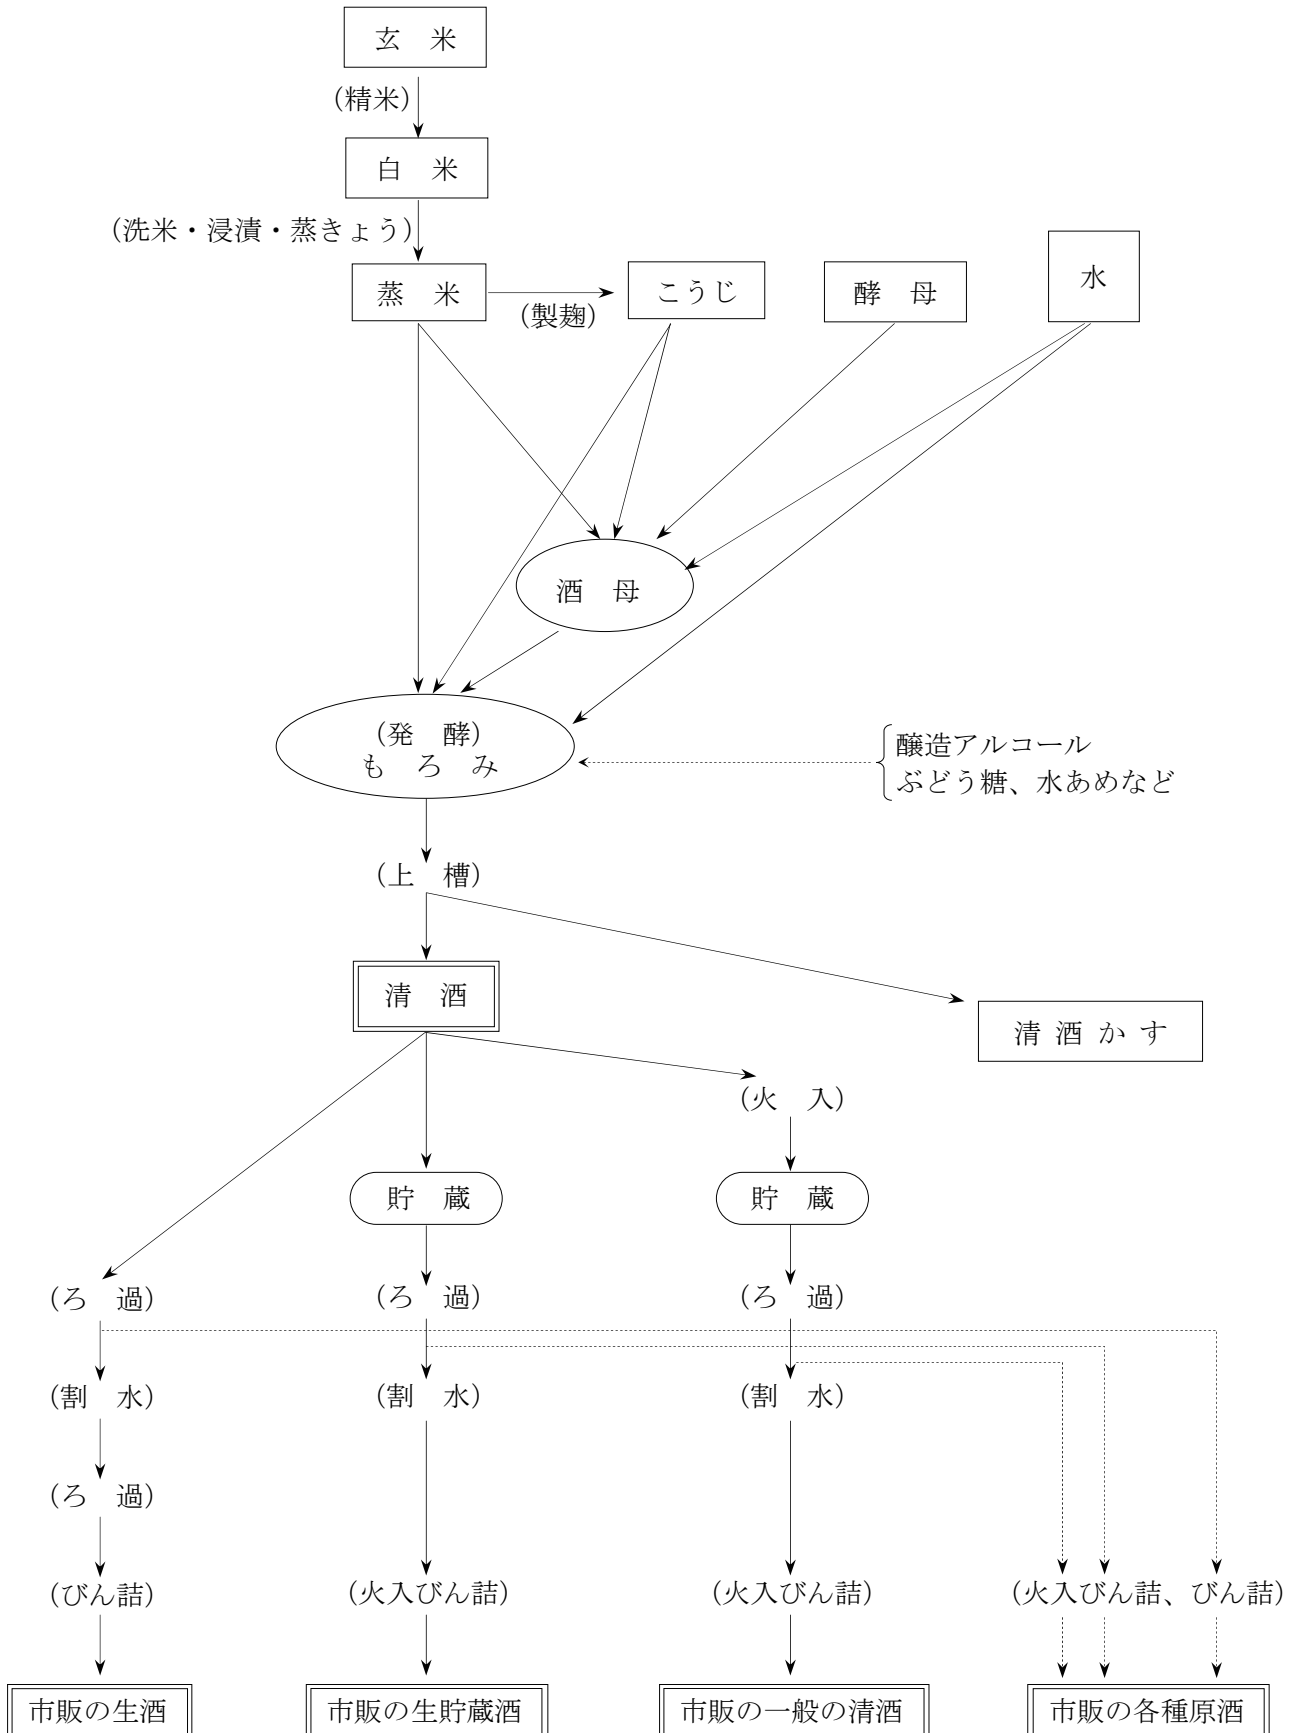 玄　米
(精米)
白　米
(洗米・浸漬・蒸きょう)
蒸　米
(製麹)
こうじ
酵　母
水
酒　母
(発　酵)
も　ろ　み
醸造アルコール
ぶどう糖、水あめなど
(上　槽)
清　酒
清 酒 か す
(火　入)
貯　蔵
貯　蔵
(ろ　過)
(ろ　過)
(ろ　過)
(割　水)
(割　水)
(割　水)
(ろ　過)
(びん詰)
(火入びん詰)
(火入びん詰)
(火入びん詰、びん詰)
市販の生酒
市販の生貯蔵酒
市販の一般の清酒
市販の各種原酒